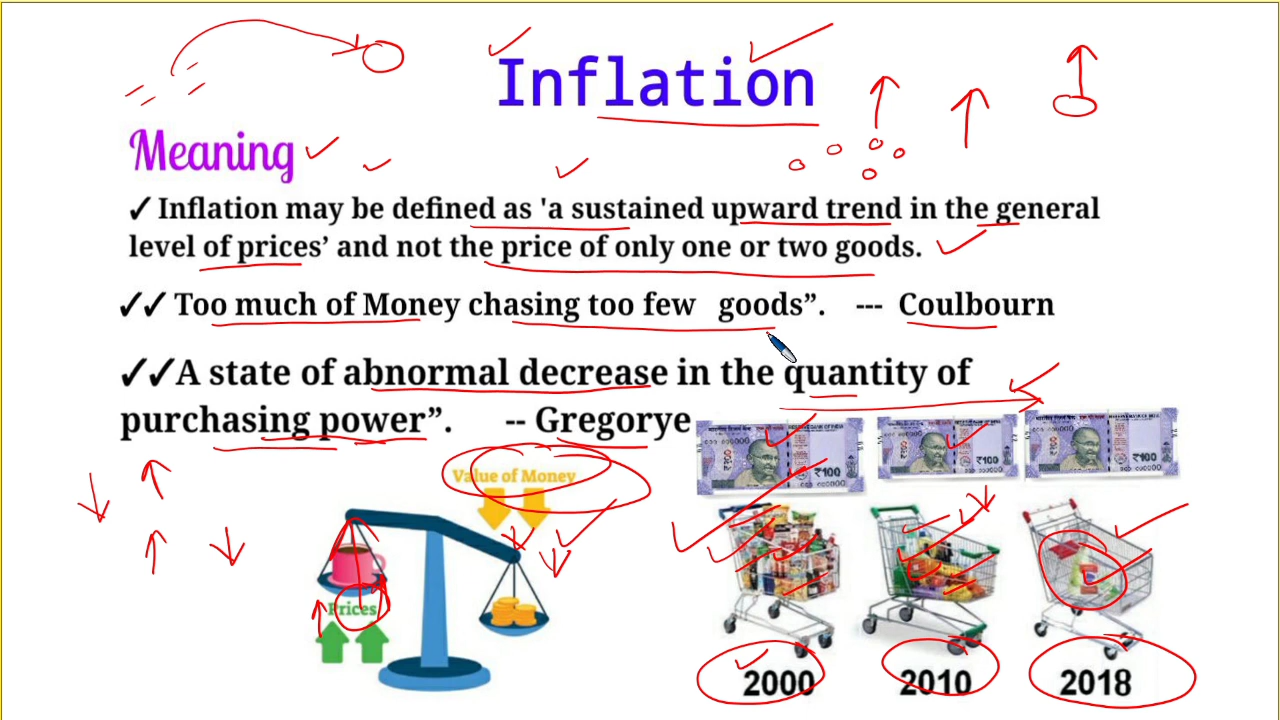 Inflation
Meaning
✓ Inflation may be defined as 'a sustained upward trend in the general
level of prices’ and not the price of only one or two goods.
✓✓ Too much of Money chasing too few goods”. --- Coulbourn
✓✓A state of abnormal decrease in the quantity of
purchasing power”. -- Gregorye
Value of Money
Prices
₹100
₹100
₹100
2000
2010
2018